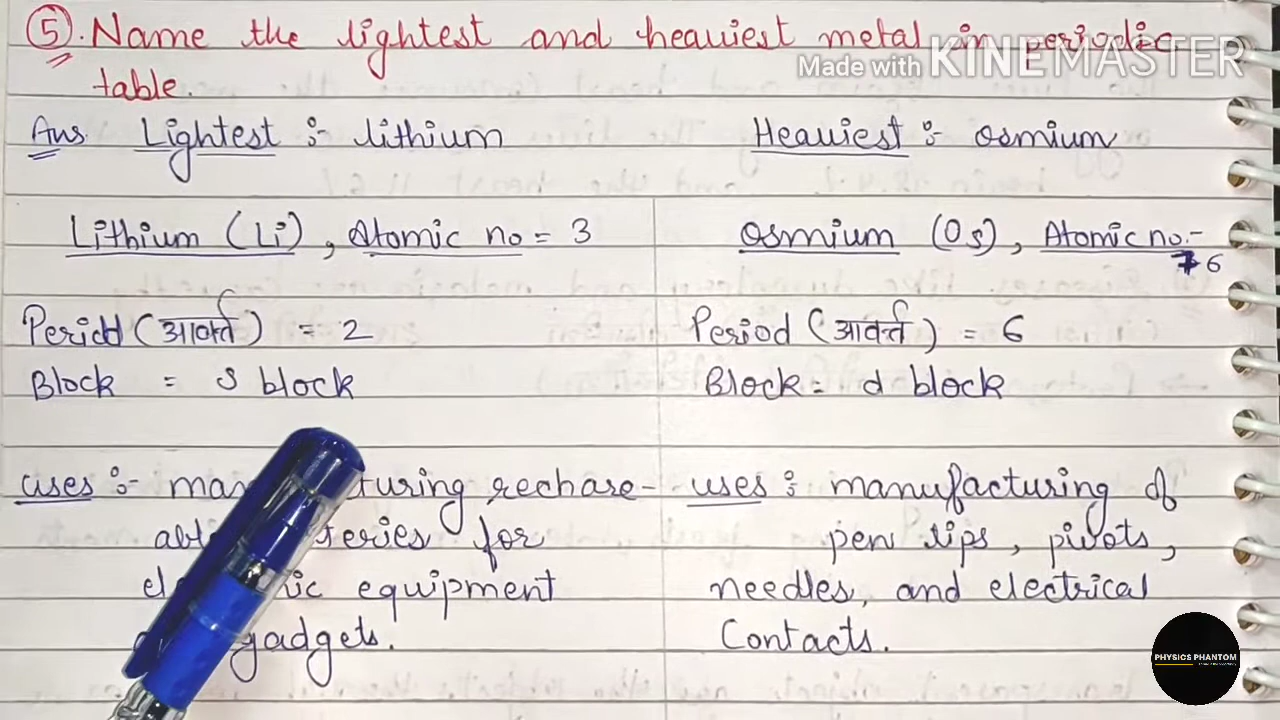 5. Name the lightest and heaviest metal in periodic
table.
Made with KINEMASTER
Ans. Lightest :- lithium
Heaviest :- osmium
Lithium (Li), Atomic no = 3
Period (आवर्त्त) = 2
Block = S block
uses :- turing rechare-
for
equipment
gadgets.
Osmium (Os), Atomic no.-
76
Period (आवर्त्त) = 6
Block = d block
uses : manufacturing of
pen tips, pivots,
needles, and electrical
Contacts.
PHYSICS PHANTOM